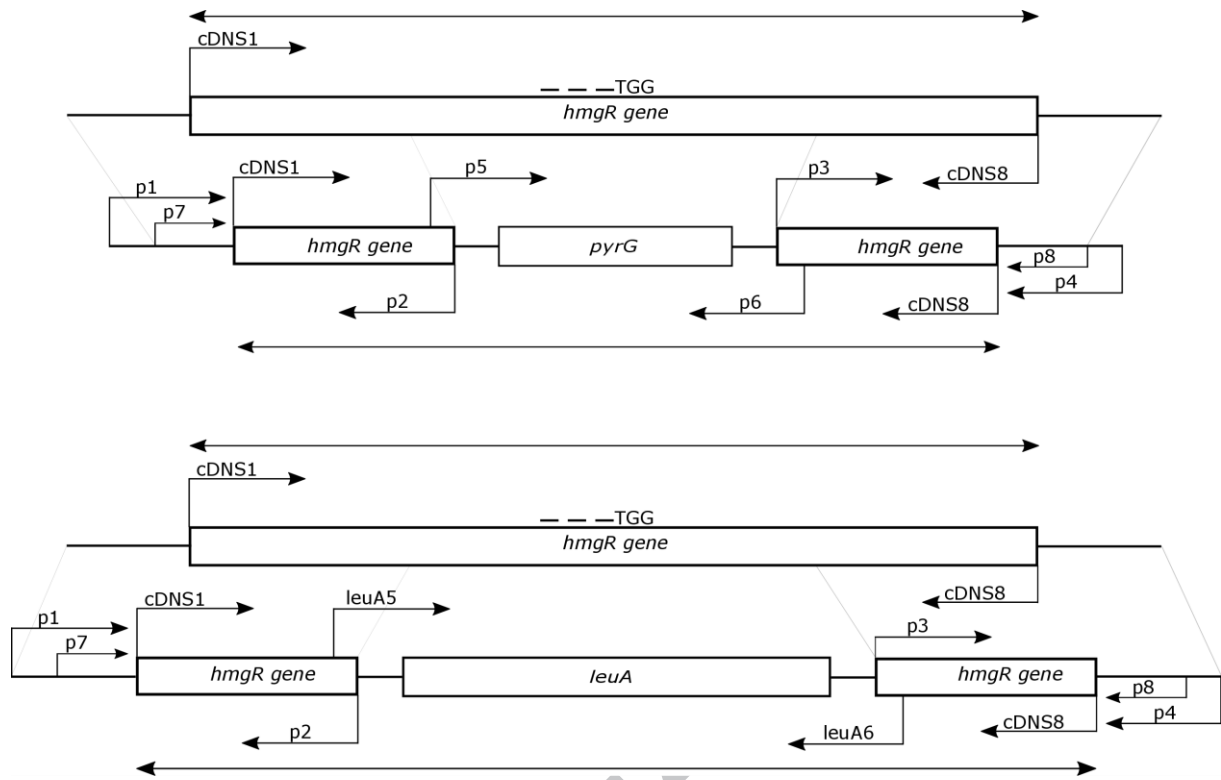 cDNS1
TGG
hmgR gene
cDNS1
p5
p3
cDNS8
p1
p7
hmgR gene
pyrG
hmgR gene
p8
p4
p2
p6
cDNS8
cDNS1
TGG
hmgR gene
cDNS8
cDNS1
leuA5
p1
p3
p7
hmgR gene
leuA
hmgR gene
p8
p4
p2
leuA6
cDNS8